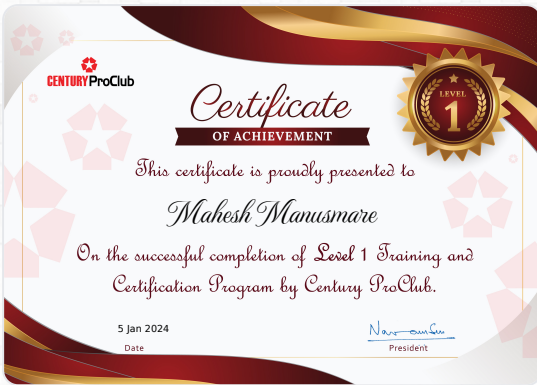 CENTURY ProClub
Certificate
OF ACHIEVEMENT
LEVEL
1
This certificate is proudly presented to
Mahesh Manusmare
On the successful completion of Level 1 Training and
Certification Program by Century ProClub.
5 Jan 2024
Date
President